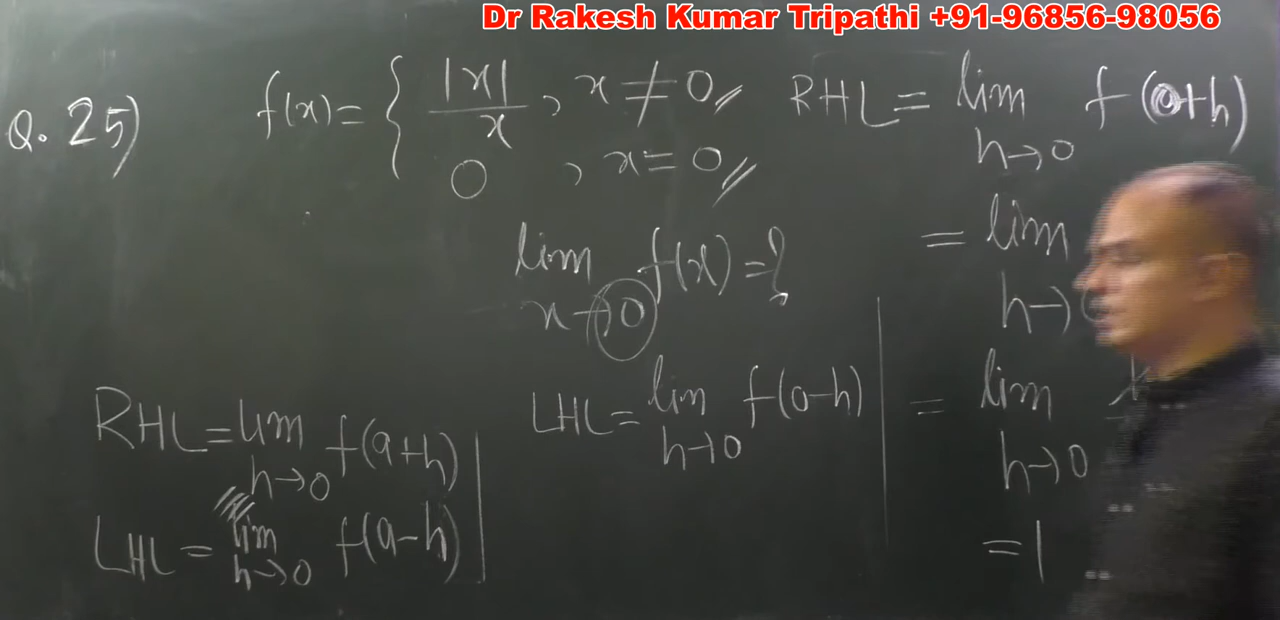 Dr Rakesh Kumar Tripathi +91-96856-98056
Q. 25) f(x) = { |x|/x , x ≠ 0,
0 , x = 0,
lim x→0 f(x) = ?
RHL = lim h→0 f(a+h)
LHL = lim h→0 f(a-h)
LHL = lim h→0 f(0-h)
RHL = lim h→0 f(0+h)
= lim h→
= lim h→0
= 1